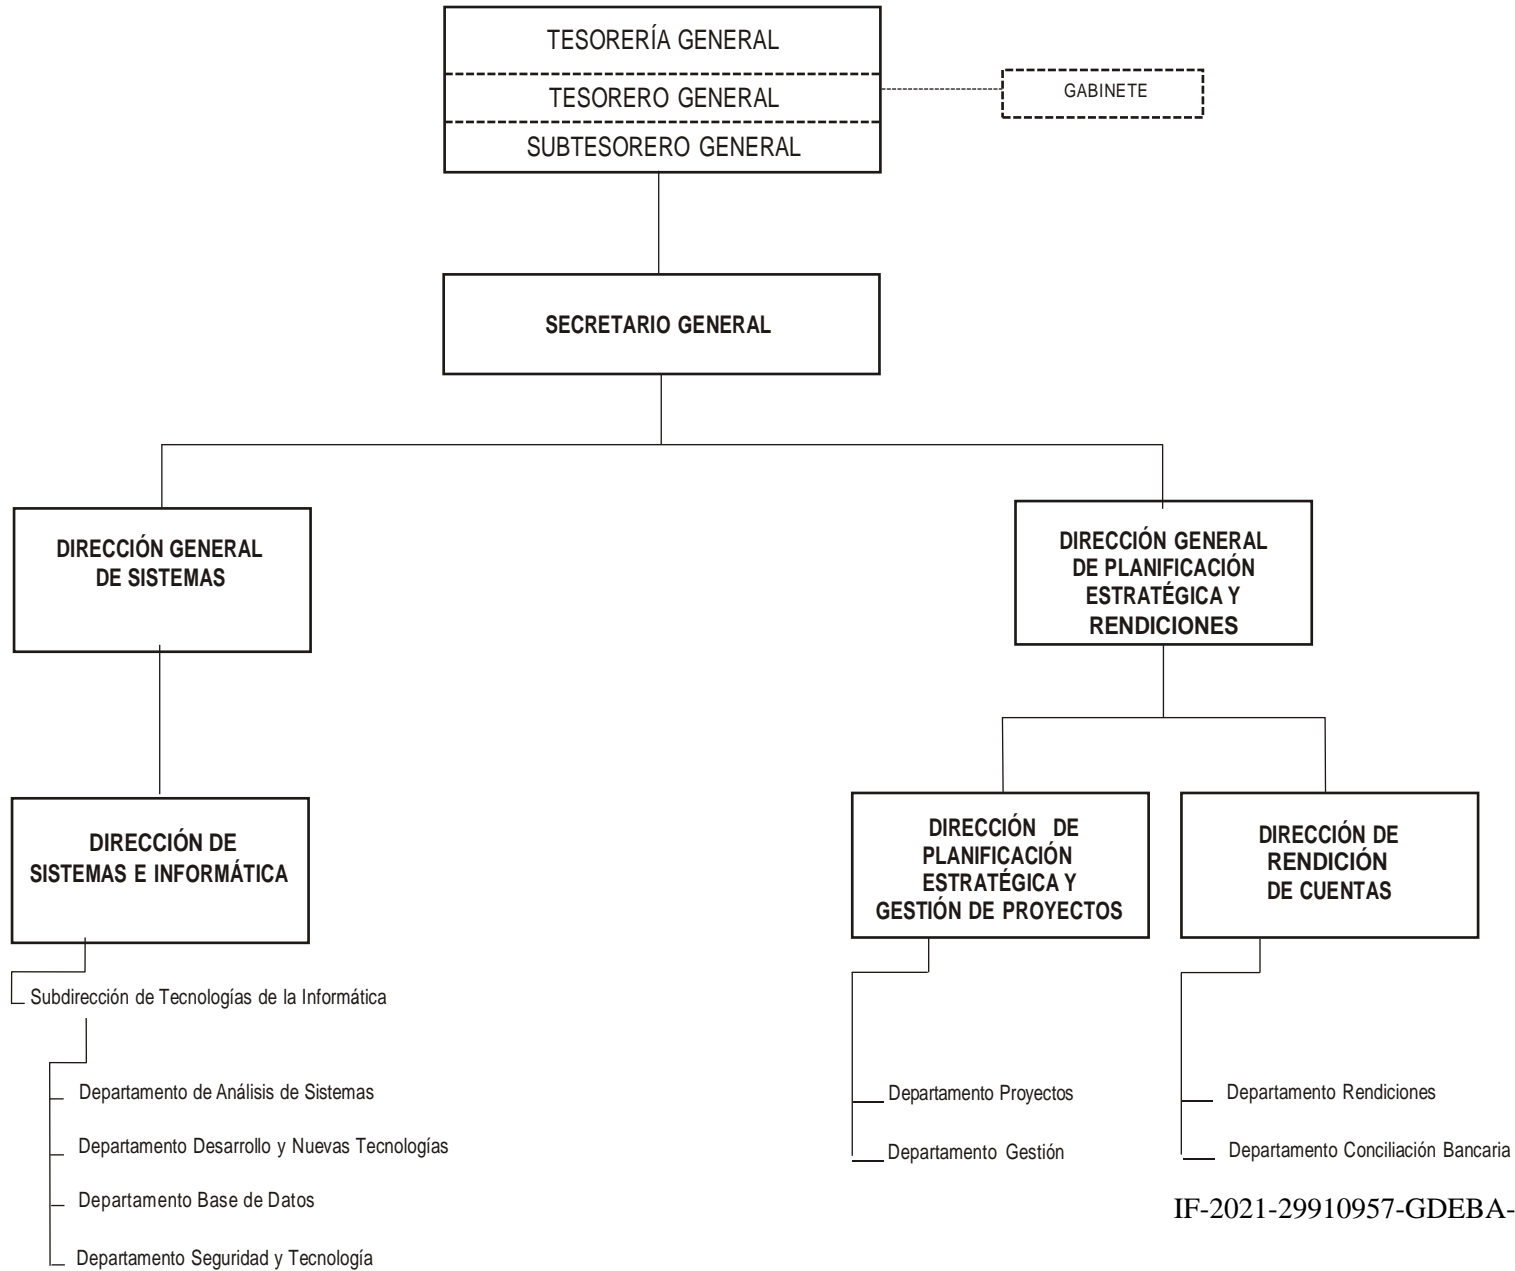 TESORERÍA GENERAL
TESORERO GENERAL
SUBTESORERO GENERAL
GABINETE
SECRETARIO GENERAL
DIRECCIÓN GENERAL
DE SISTEMAS
DIRECCIÓN GENERAL
DE PLANIFICACIÓN
ESTRATÉGICA Y
RENDICIONES
DIRECCIÓN DE
SISTEMAS E INFORMÁTICA
DIRECCIÓN DE
PLANIFICACIÓN
ESTRATÉGICA Y
GESTIÓN DE PROYECTOS
DIRECCIÓN DE
RENDICIÓN
DE CUENTAS
Subdirección de Tecnologías de la Informática
Departamento de Análisis de Sistemas
Departamento Desarrollo y Nuevas Tecnologías
Departamento Base de Datos
Departamento Seguridad y Tecnología
Departamento Proyectos
Departamento Gestión
Departamento Rendiciones
Departamento Conciliación Bancaria
IF-2021-29910957-GDEBA-